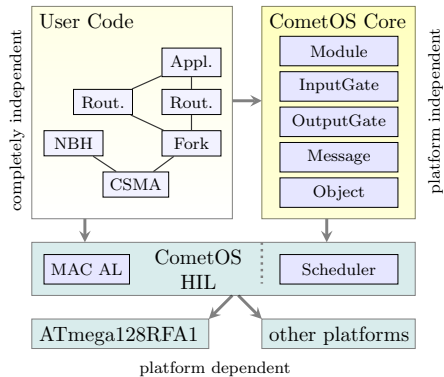 User Code
CometOS Core
completely independent
Appl.
Rout.
Rout.
NBH
Fork
CSMA
Module
InputGate
OutputGate
Message
Object
platform independent
MAC AL
CometOS
HIL
Scheduler
ATmega128RFA1
other platforms
platform dependent